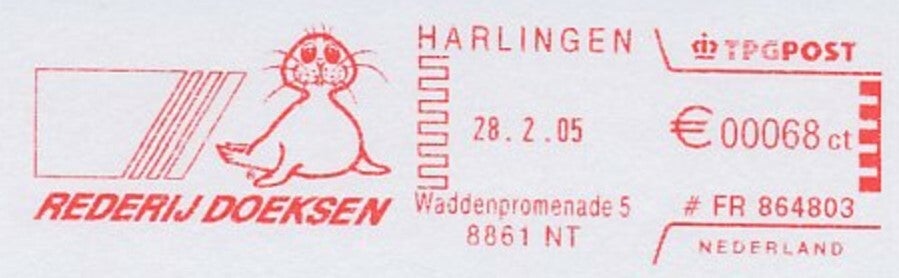 REDERIJ DOEKSEN
HARLINGEN
28.2.05
Waddenpromenade 5
8861 NT
TPGPOST
€ 00068 ct
# FR 864803
NEDERLAND